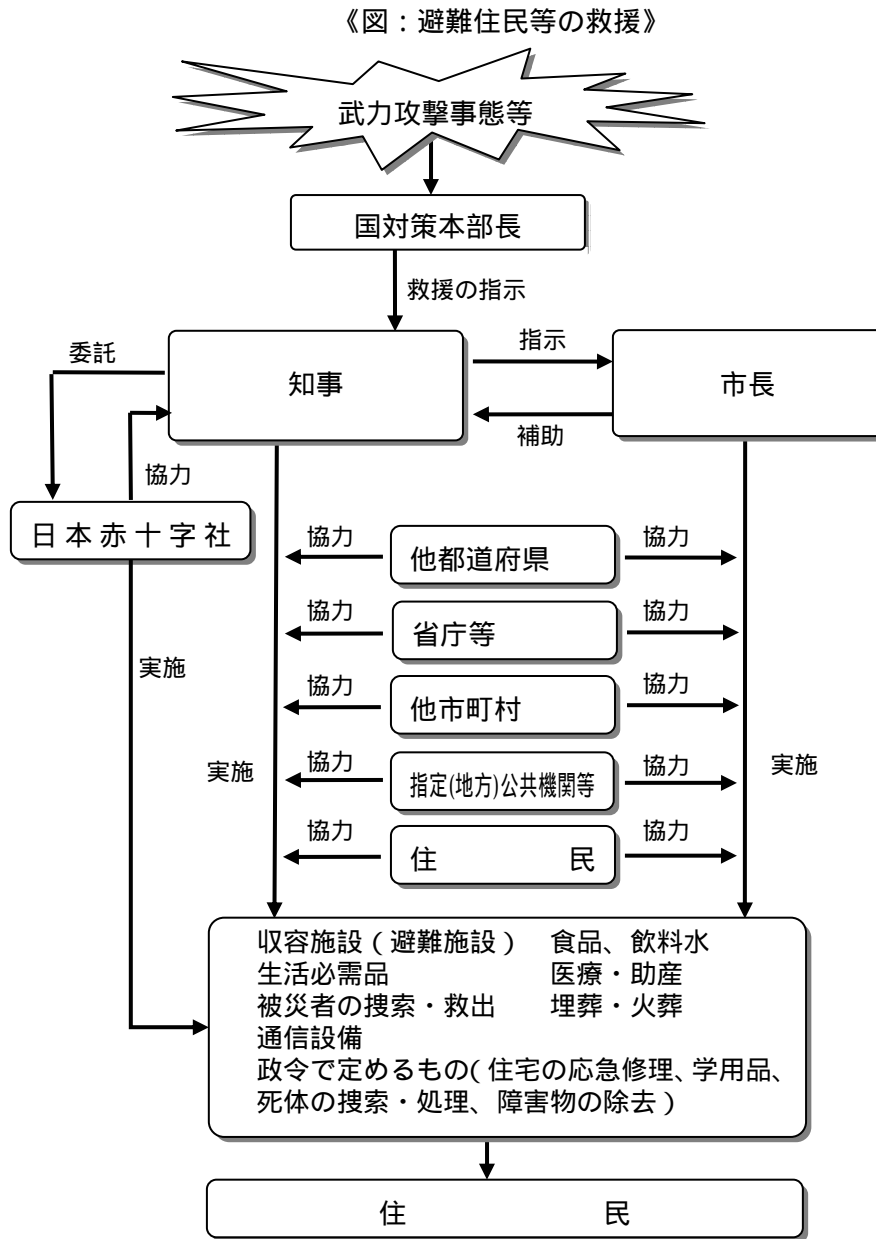 《図：避難住民等の救援》
武力攻撃事態等
国対策本部長
救援の指示
委託
知事
指示
市長
補助
協力
日本赤十字社
協力
他都道府県
協力
協力
省庁等
協力
実施
協力
他市町村
協力
実施
協力
指定(地方)公共機関等
協力
実施
協力
住　　　民
協力
収容施設（避難施設）　食品、飲料水
生活必需品　医療・助産
被災者の捜索・救出　埋葬・火葬
通信設備
政令で定めるもの（住宅の応急修理、学用品、
死体の捜索・処理、障害物の除去）
住　　　民